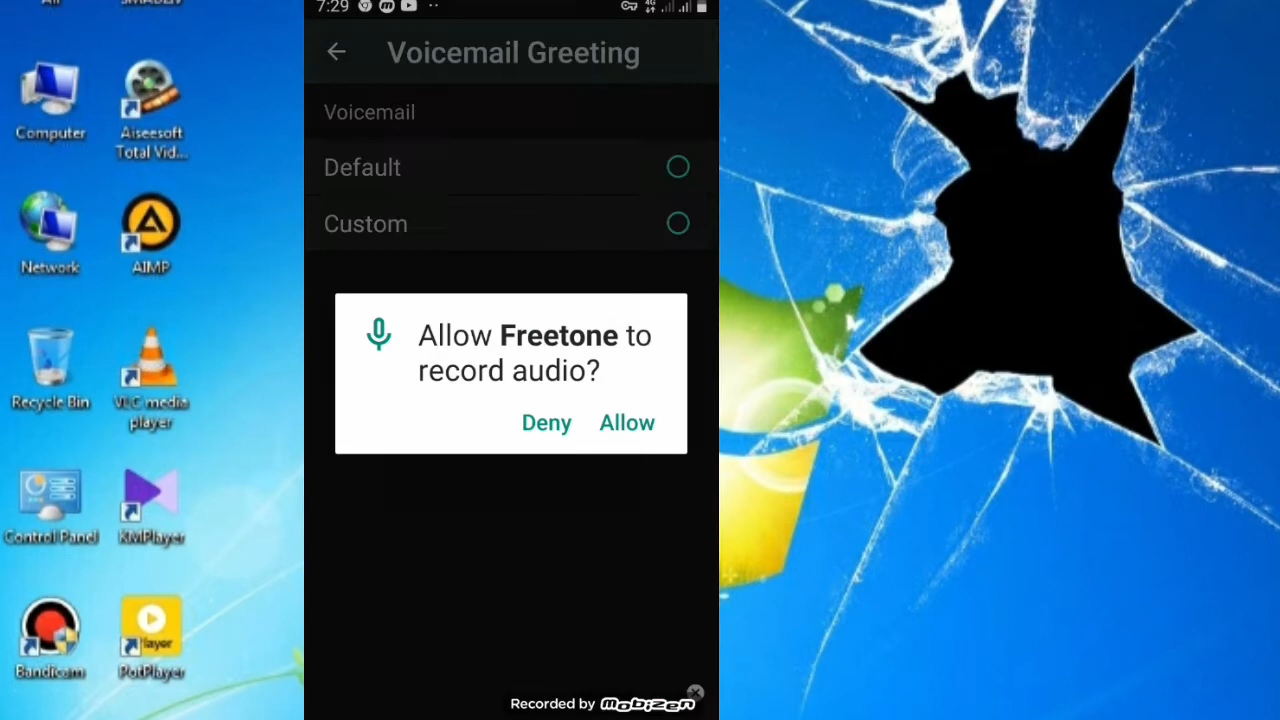 7:29
Voicemail Greeting
Voicemail
Default
Custom
Allow Freetone to
record audio?
Deny Allow
Recorded by mobizen
Computer
Aiseesoft
Total Vid...
Network
AIMP
Recycle Bin
VLC media
player
Control Panel
KMPlayer
Bandicam
PotPlayer